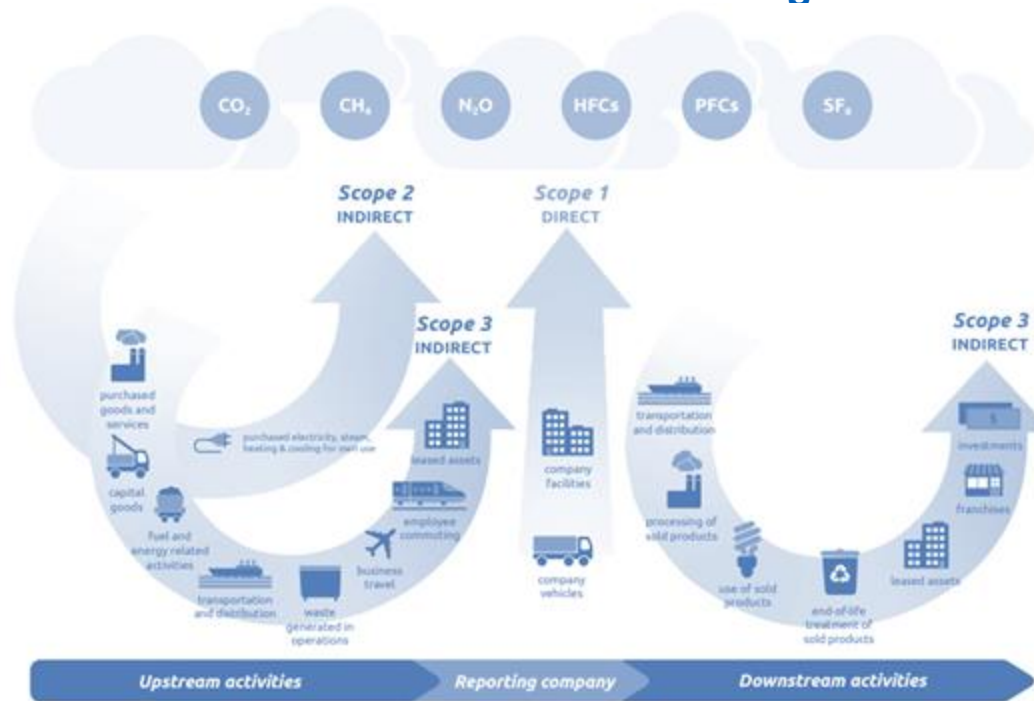 CO₂
CH₄
N₂O
HFCs
PFCs
SF₆
Scope 2
INDIRECT
Scope 1
DIRECT
Scope 3
INDIRECT
Scope 3
INDIRECT
purchased
goods and
services
capital
goods
fuel and
energy related
activities
transportation
and distribution
waste
generated in
operations
business
travel
employee
commuting
leased assets
purchased electricity, steam,
heating & cooling for own use
company
facilities
company
vehicles
transportation
and distribution
processing of
sold products
use of sold
products
end-of-life
treatment of
sold products
leased assets
franchises
investments
$
Upstream activities
Reporting company
Downstream activities